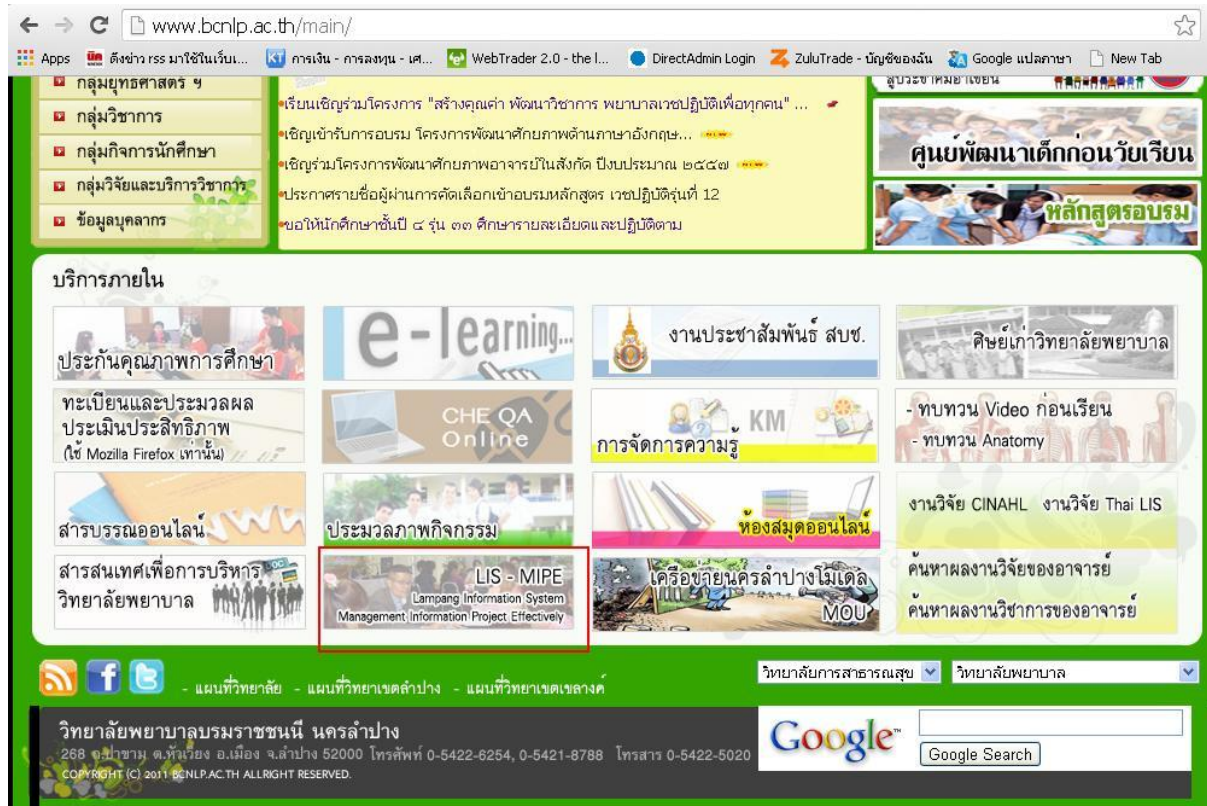 www.bcnlp.ac.th/main/
Apps ดึงข่าว rss มาใช้ในเว็บเ... KT การเงิน - การลงทุน - เศ... WebTrader 2.0 - the l... DirectAdmin Login ZuluTrade - บัญชีของฉัน Google แปลภาษา New Tab
กลุ่มยุทธศาสตร์ ฯ
กลุ่มวิชาการ
กลุ่มกิจการนักศึกษา
กลุ่มวิจัยและบริการวิชาการ
ข้อมูลบุคลากร
เรียนเชิญร่วมโครงการ "สร้างคุณค่า พัฒนาวิชาการ พยาบาลเวชปฏิบัติเพื่อทุกคน" ...
เชิญเข้ารับการอบรม โครงการพัฒนาศักยภาพด้านภาษาอังกฤษ...
เชิญร่วมโครงการพัฒนาศักยภาพอาจารย์ในสังกัด ปีงบประมาณ ๒๕๕๗
ประกาศรายชื่อผู้ผ่านการคัดเลือกเข้าอบรมหลักสูตร เวชปฏิบัติรุ่นที่ 12
ขอให้นักศึกษาชั้นปี ๔ รุ่น ๓๓ ศึกษารายละเอียดและปฏิบัติตาม
สู่ประชาคมอาเซียน
ศูนย์พัฒนาเด็กก่อนวัยเรียน
หลักสูตรอบรม
บริการภายใน
ประกันคุณภาพการศึกษา
e-learning...
งานประชาสัมพันธ์ สบช.
ศิษย์เก่าวิทยาลัยพยาบาล
ทะเบียนและประมวลผล
ประเมินประสิทธิภาพ
(ใช้ Mozilla Firefox เท่านั้น)
CHE QA
Online
KM
การจัดการความรู้
- ทบทวน Video ก่อนเรียน
- ทบทวน Anatomy
สารบรรณออนไลน์
ประมวลภาพกิจกรรม
ห้องสมุดออนไลน์
งานวิจัย CINAHL งานวิจัย Thai LIS
สารสนเทศเพื่อการบริหาร
วิทยาลัยพยาบาล
LIS - MIPE
Lampang Information System
Management Information Project Effectively
เครือข่ายนครลำปางโมเดล
MOU
ค้นหาผลงานวิจัยของอาจารย์
ค้นหาผลงานวิชาการของอาจารย์
- แผนที่วิทยาลัย - แผนที่วิทยาเขตลำปาง - แผนที่วิทยาเขตเขลางค์
วิทยาลัยการสาธารณสุข วิทยาลัยพยาบาล
วิทยาลัยพยาบาลบรมราชชนนี นครลำปาง
268 ถ.ป่าขาม ต.หัวเวียง อ.เมือง จ.ลำปาง 52000 โทรศัพท์ 0-5422-6254, 0-5421-8788 โทรสาร 0-5422-5020
COPYRIGHT (C) 2011 BCNLP.AC.TH ALLRIGHT RESERVED.
Google™
Google Search